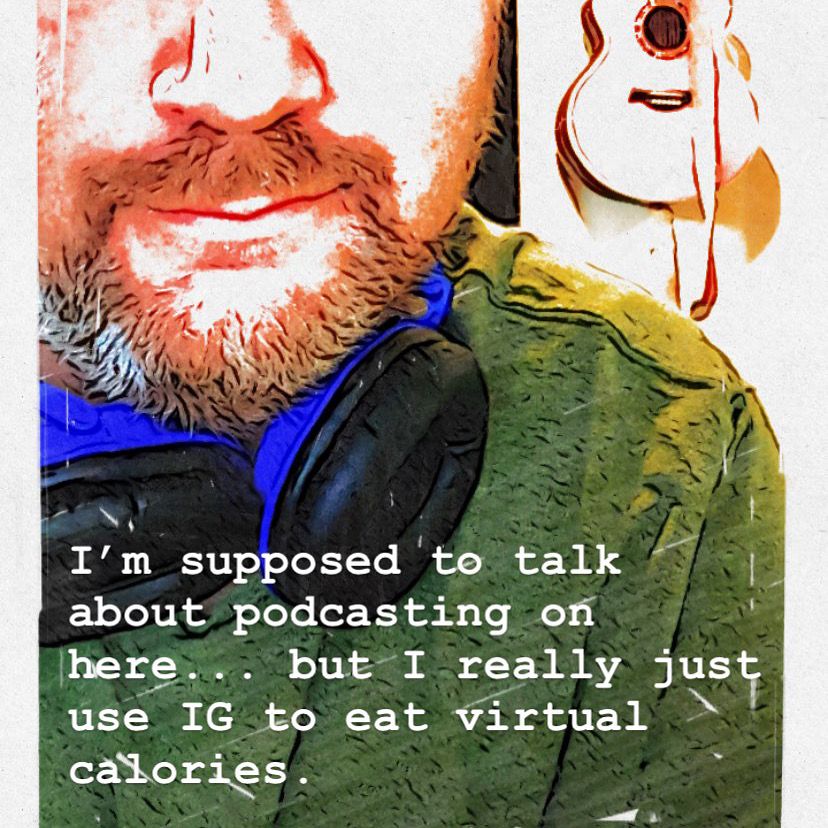 I’m supposed to talk
about podcasting on
here... but I really just
use IG to eat virtual
calories.